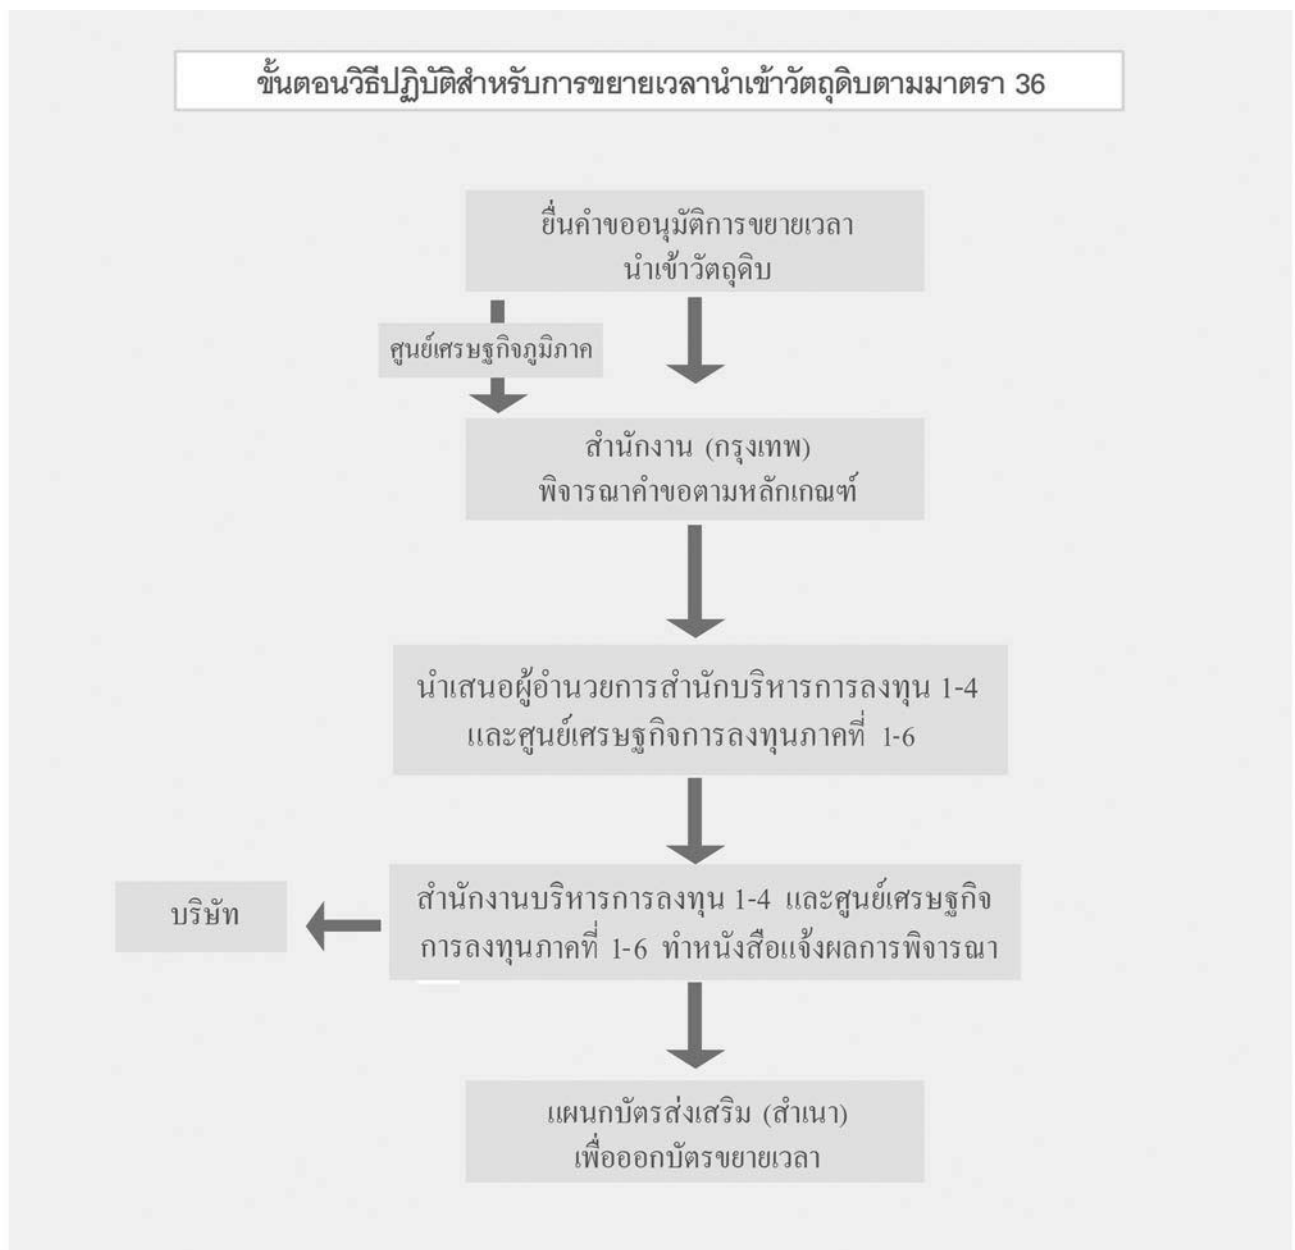 ขั้นตอนวิธีปฏิบัติสำหรับการขยายเวลานำเข้าวัตถุดิบตามมาตรา 36
ยื่นคำขออนุมัติการขยายเวลา
นำเข้าวัตถุดิบ
ศูนย์เศรษฐกิจภูมิภาค
สำนักงาน (กรุงเทพ)
พิจารณาคำขอตามหลักเกณฑ์
นำเสนอผู้อำนวยการสำนักบริหารการลงทุน 1-4
และศูนย์เศรษฐกิจการลงทุนภาคที่ 1-6
สำนักงานบริหารการลงทุน 1-4 และศูนย์เศรษฐกิจ
การลงทุนภาคที่ 1-6 ทำหนังสือแจ้งผลการพิจารณา
บริษัท
แผนกบัตรส่งเสริม (สำเนา)
เพื่อออกบัตรขยายเวลา